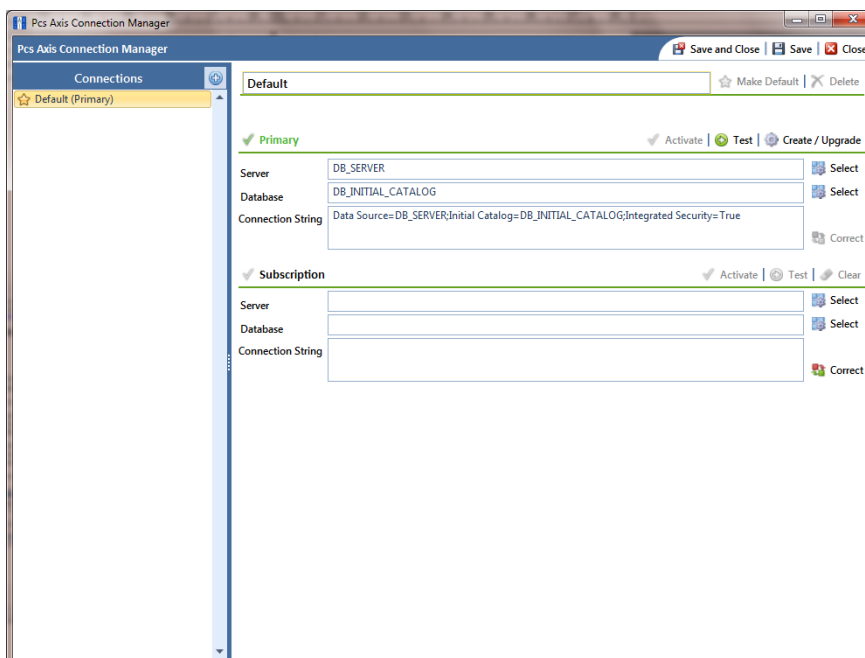 Pcs Axis Connection Manager
Pcs Axis Connection Manager
Save and Close
Save
Close
Connections
Default
Make Default
Delete
Default (Primary)
Primary
Activate
Test
Create / Upgrade
Server
DB_SERVER
Select
Database
DB_INITIAL_CATALOG
Select
Connection String
Data Source=DB_SERVER;Initial Catalog=DB_INITIAL_CATALOG;Integrated Security=True
Correct
Subscription
Activate
Test
Clear
Server
Select
Database
Select
Connection String
Correct